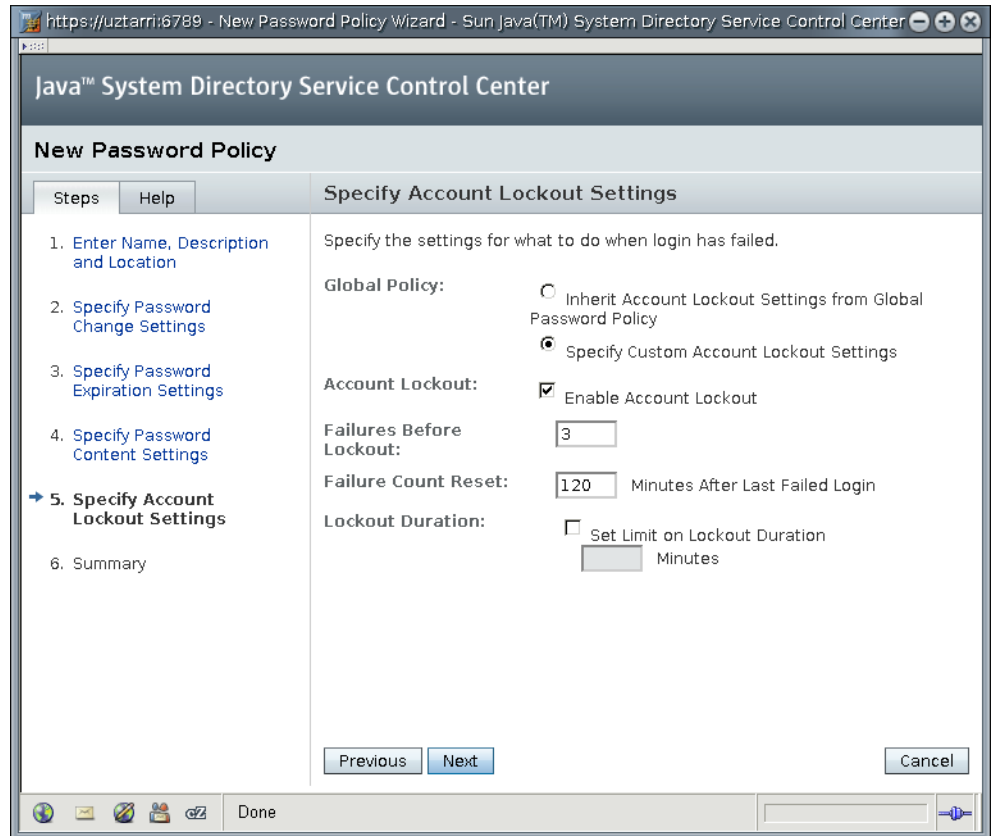 https://uztarri:6789 - New Password Policy Wizard - Sun Java(TM) System Directory Service Control Center
Java™ System Directory Service Control Center
New Password Policy
Steps
Help
1. Enter Name, Description
and Location
2. Specify Password
Change Settings
3. Specify Password
Expiration Settings
4. Specify Password
Content Settings
5. Specify Account
Lockout Settings
6. Summary
Specify Account Lockout Settings
Specify the settings for what to do when login has failed.
Global Policy:
Inherit Account Lockout Settings from Global
Password Policy
Specify Custom Account Lockout Settings
Account Lockout:
Enable Account Lockout
Failures Before
Lockout:
3
Failure Count Reset:
120 Minutes After Last Failed Login
Lockout Duration:
Set Limit on Lockout Duration
Minutes
Previous
Next
Cancel
Done